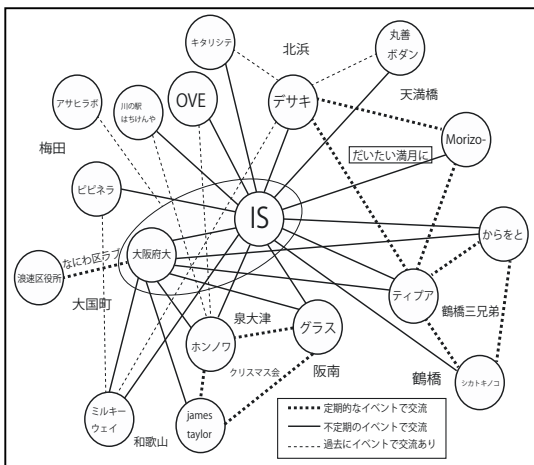 キタリシテ
北浜
丸善
ボダン
アサヒラボ
川の駅
はちけんや
OVE
デサキ
天満橋
梅田
だいたい満月に
Morizo-
ピピネラ
IS
なにわ区ラブ
大阪府大
からをと
浪速区役所
ティプア
大国町
泉大津
グラス
鶴橋三兄弟
ホンノワ
クリスマス会
阪南
鶴橋
シカトキノコ
ミルキー
ウェイ
和歌山
james
taylor
定期的なイベントで交流
不定期のイベントで交流
過去にイベントで交流あり